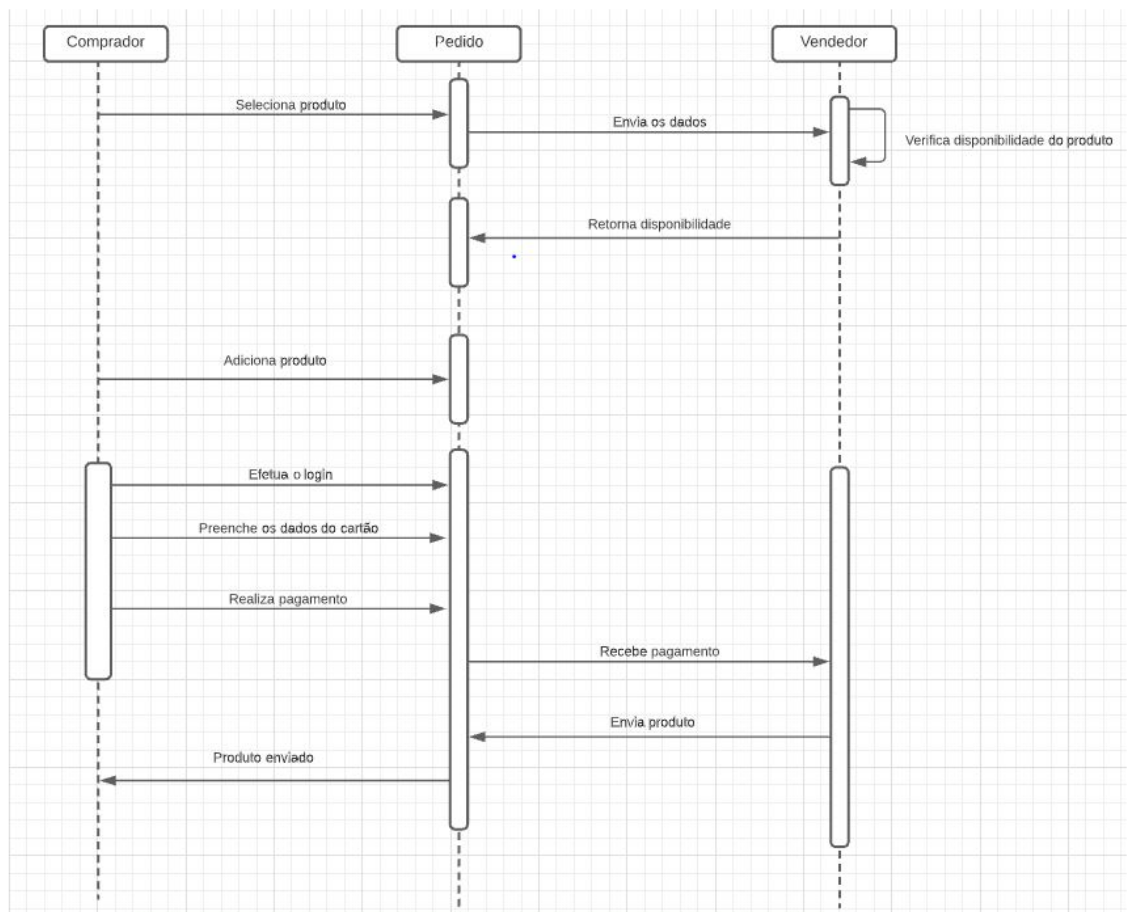 Comprador
Pedido
Vendedor
Seleciona produto
Envia os dados
Verifica disponibilidade do produto
Retorna disponibilidade
Adiciona produto
Efetua o login
Preenche os dados do cartão
Realiza pagamento
Recebe pagamento
Envia produto
Produto enviado